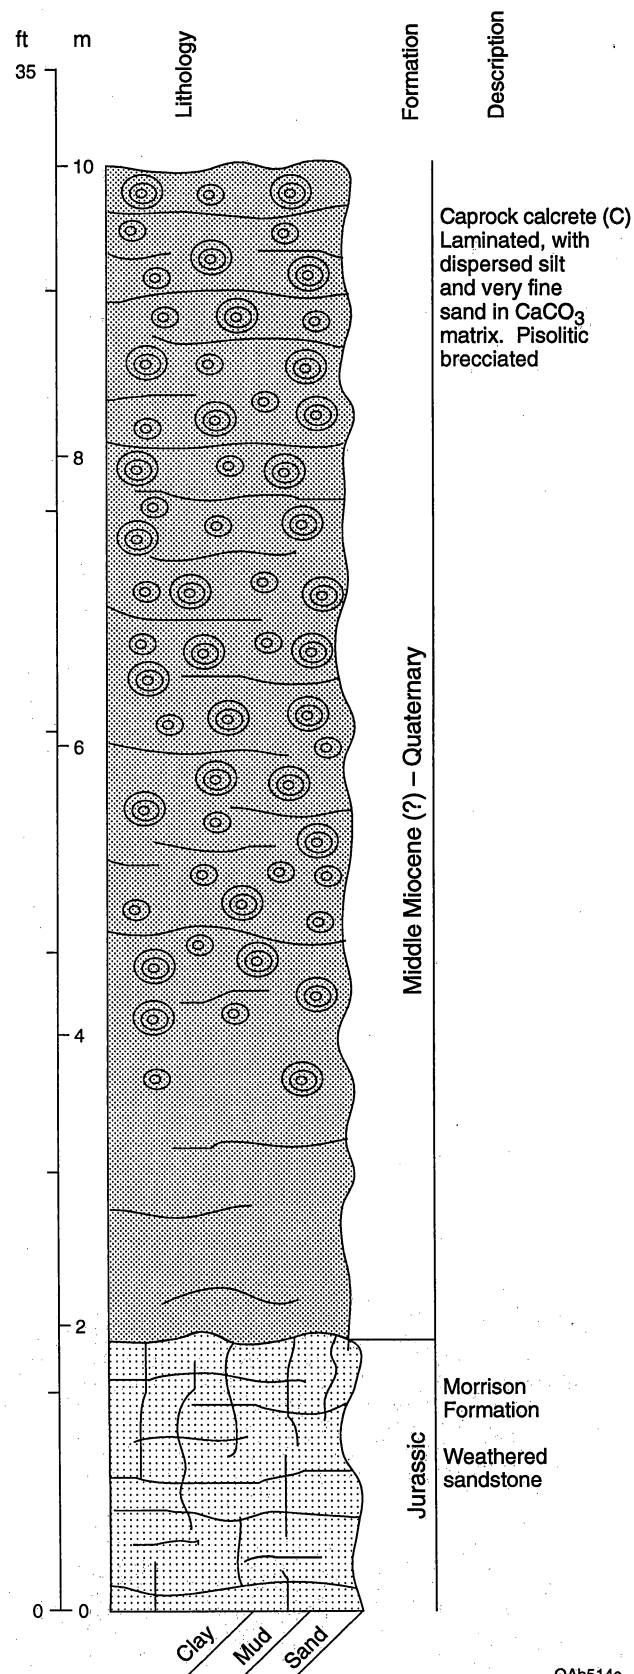 ft m
Lithology
Formation
Description
35
10
Caprock calcrete (C)
Laminated, with
dispersed silt
and very fine
sand in CaCO3
matrix. Pisolitic
brecciated
8
6
Middle Miocene (?) – Quaternary
4
2
Morrison
Formation
Weathered
sandstone
Jurassic
0 0
Clay
Mud
Sand
QAb514c